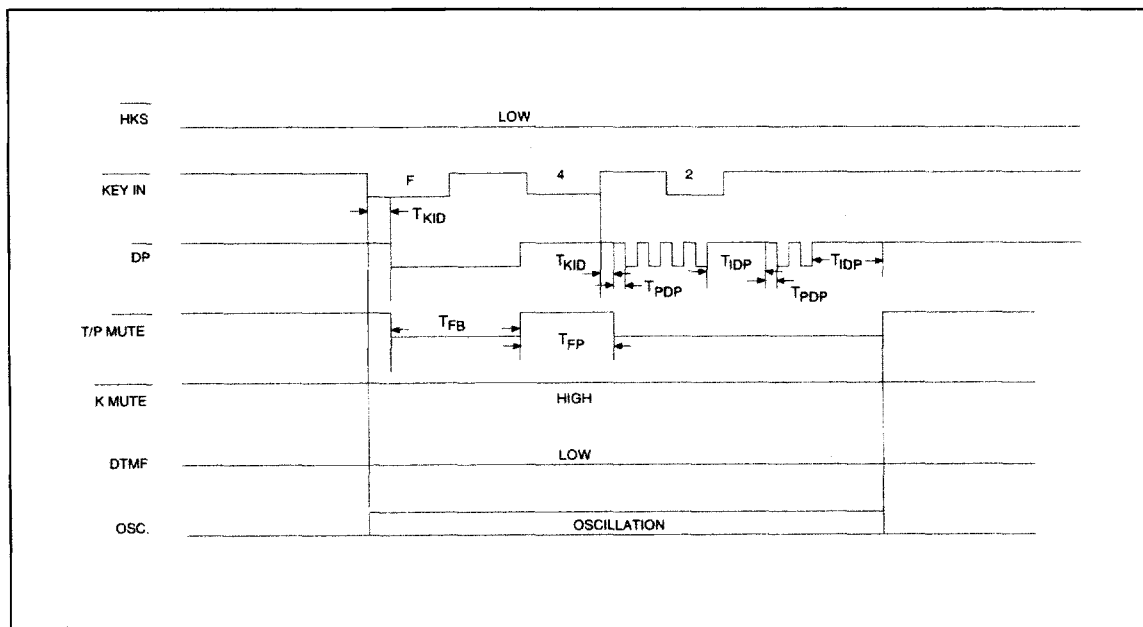 HKS
LOW
KEY IN
F
4
2
TKID
DP
TKID
TIDP
TIDP
TPDP
TPDP
T/P MUTE
TFB
TFP
K MUTE
HIGH
DTMF
LOW
OSC.
OSCILLATION